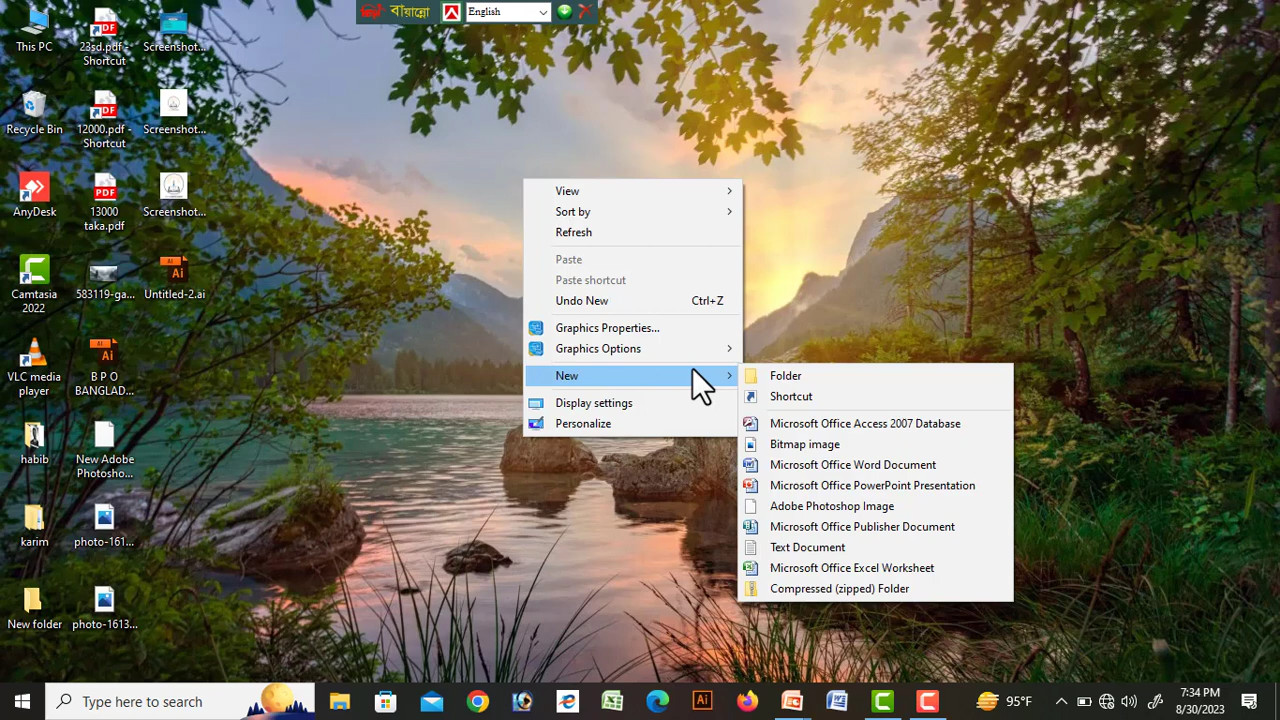 বায়ান্নো
English
This PC
23sd.pdf -
Shortcut
Screenshot...
Recycle Bin
12000.pdf -
Shortcut
Screenshot...
AnyDesk
13000
taka.pdf
Screenshot...
Camtasia
2022
583119-ga...
Untitled-2.ai
VLC media
player
B P O
BANGLAD...
habib
New Adobe
Photosho...
karim
photo-161...
New folder
photo-1613...
View
Sort by
Refresh
Paste
Paste shortcut
Undo New Ctrl+Z
Graphics Properties...
Graphics Options
New
Display settings
Personalize
Folder
Shortcut
Microsoft Office Access 2007 Database
Bitmap image
Microsoft Office Word Document
Microsoft Office PowerPoint Presentation
Adobe Photoshop Image
Microsoft Office Publisher Document
Text Document
Microsoft Office Excel Worksheet
Compressed (zipped) Folder
Type here to search
95°F
7:34 PM
8/30/2023